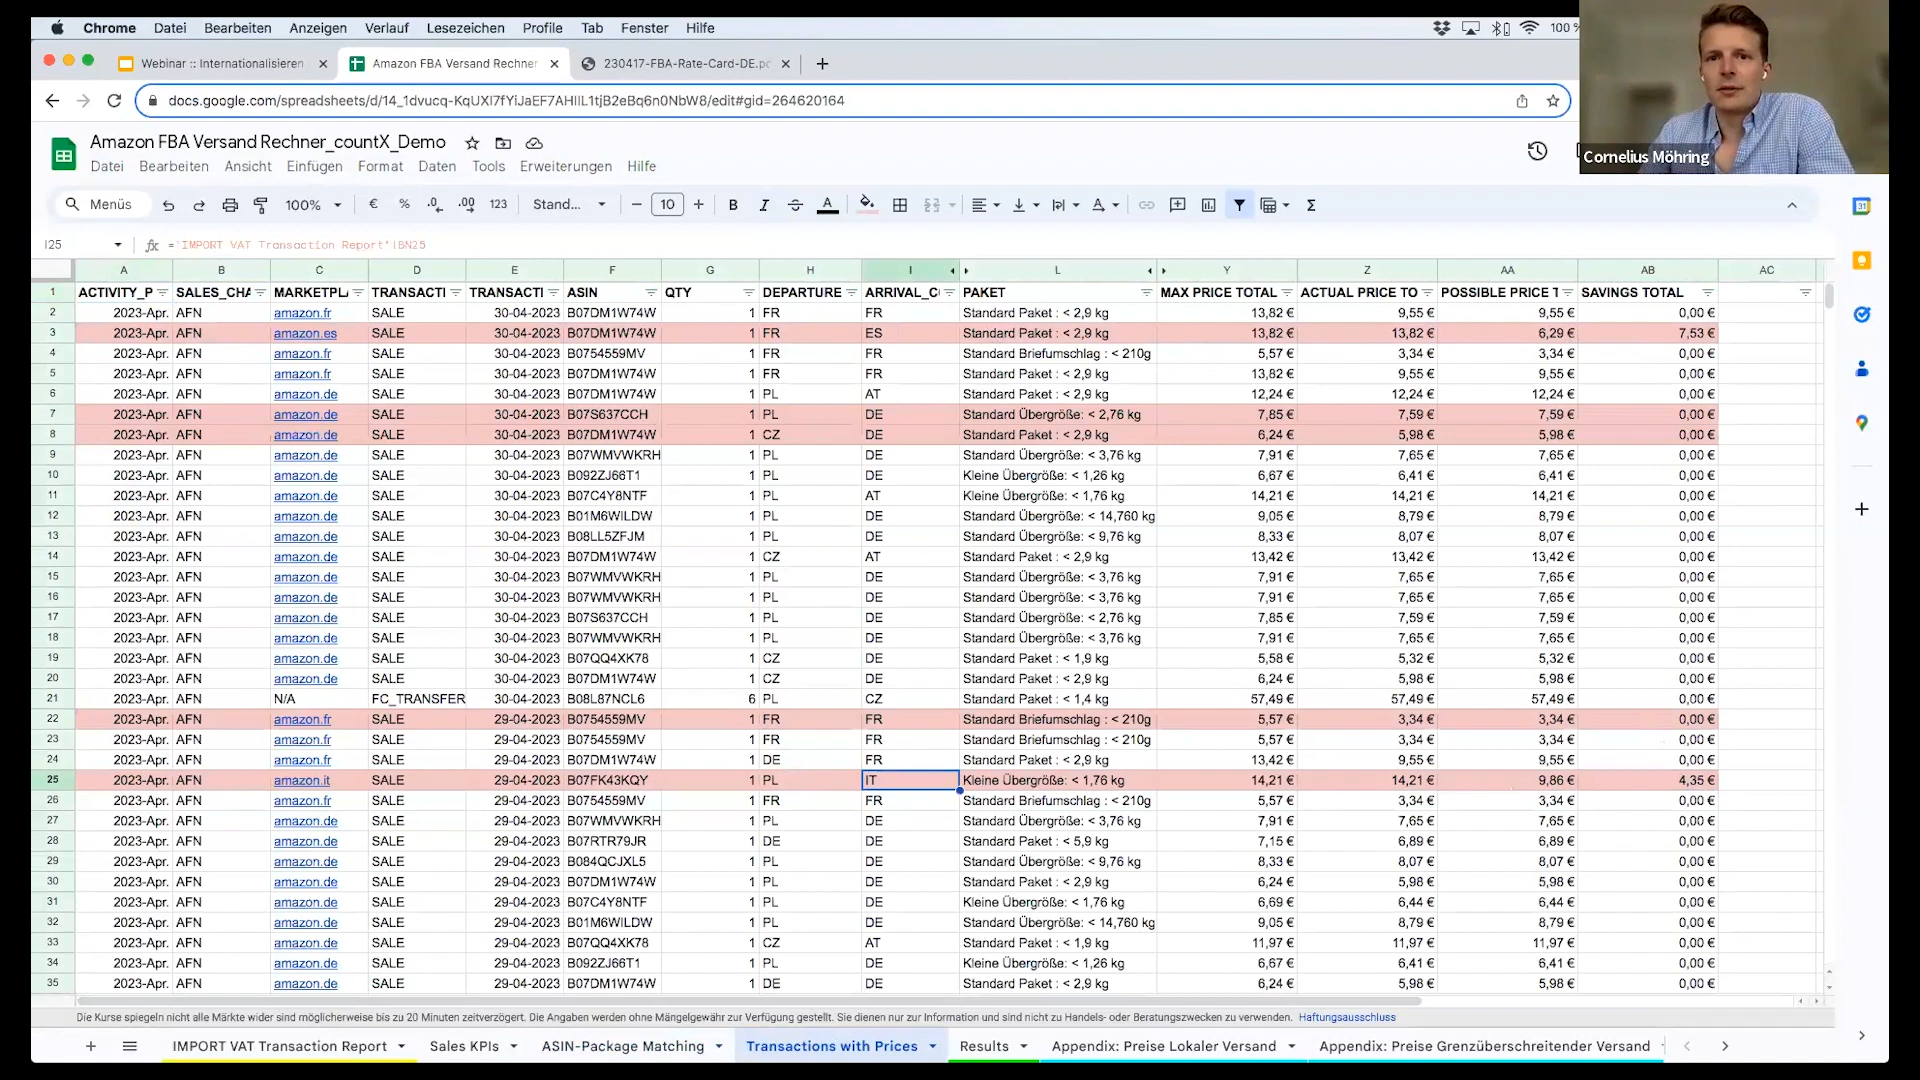 Chrome Datei Bearbeiten Anzeigen Verlauf Lesezeichen Profile Tab Fenster Hilfe 100 %
Webinar :: Internationalisieren Amazon FBA Versand Rechner 230417-FBA-Rate-Card-DE.pc
docs.google.com/spreadsheets/d/14_1dvucq-KqUXI7fYiJaEF7AHIIL1tjB2eBq6n0NbW8/edit#gid=264620164
Amazon FBA Versand Rechner_countX_Demo
Datei Bearbeiten Ansicht Einfügen Format Daten Tools Erweiterungen Hilfe
Cornelius Möhring
Menüs 100% € % .0 .00 123 Stand... 10 B I A Σ
I25 fx ='IMPORT VAT Transaction Report'!BN25
A B C D E F G H I L Y Z AA AB AC
1 ACTIVITY_P SALES_CHA MARKETPL TRANSACTI TRANSACTI ASIN QTY DEPARTURE ARRIVAL_C PAKET MAX PRICE TOTAL ACTUAL PRICE TO POSSIBLE PRICE T SAVINGS TOTAL
2 2023-Apr. AFN amazon.fr SALE 30-04-2023 B07DM1W74W 1 FR FR Standard Paket : < 2,9 kg 13,82 € 9,55 € 9,55 € 0,00 €
3 2023-Apr. AFN amazon.es SALE 30-04-2023 B07DM1W74W 1 FR ES Standard Paket : < 2,9 kg 13,82 € 13,82 € 6,29 € 7,53 €
4 2023-Apr. AFN amazon.fr SALE 30-04-2023 B0754559MV 1 FR FR Standard Briefumschlag : < 210g 5,57 € 3,34 € 3,34 € 0,00 €
5 2023-Apr. AFN amazon.fr SALE 30-04-2023 B07DM1W74W 1 FR FR Standard Paket : < 2,9 kg 13,82 € 9,55 € 9,55 € 0,00 €
6 2023-Apr. AFN amazon.de SALE 30-04-2023 B07DM1W74W 1 PL AT Standard Paket : < 2,9 kg 12,24 € 12,24 € 12,24 € 0,00 €
7 2023-Apr. AFN amazon.de SALE 30-04-2023 B07S637CCH 1 PL DE Standard Übergröße: < 2,76 kg 7,85 € 7,59 € 7,59 € 0,00 €
8 2023-Apr. AFN amazon.de SALE 30-04-2023 B07DM1W74W 1 CZ DE Standard Paket : < 2,9 kg 6,24 € 5,98 € 5,98 € 0,00 €
9 2023-Apr. AFN amazon.de SALE 30-04-2023 B07WMVWKRH 1 PL DE Standard Übergröße: < 3,76 kg 7,91 € 7,65 € 7,65 € 0,00 €
10 2023-Apr. AFN amazon.de SALE 30-04-2023 B092ZJ66T1 1 PL DE Kleine Übergröße: < 1,26 kg 6,67 € 6,41 € 6,41 € 0,00 €
11 2023-Apr. AFN amazon.de SALE 30-04-2023 B07C4Y8NTF 1 PL AT Kleine Übergröße: < 1,76 kg 14,21 € 14,21 € 14,21 € 0,00 €
12 2023-Apr. AFN amazon.de SALE 30-04-2023 B01M6WILDW 1 PL DE Standard Übergröße: < 14,760 kg 9,05 € 8,79 € 8,79 € 0,00 €
13 2023-Apr. AFN amazon.de SALE 30-04-2023 B08LL5ZFJM 1 PL DE Standard Übergröße: < 9,76 kg 8,33 € 8,07 € 8,07 € 0,00 €
14 2023-Apr. AFN amazon.de SALE 30-04-2023 B07DM1W74W 1 CZ AT Standard Paket : < 2,9 kg 13,42 € 13,42 € 13,42 € 0,00 €
15 2023-Apr. AFN amazon.de SALE 30-04-2023 B07WMVWKRH 1 PL DE Standard Übergröße: < 3,76 kg 7,91 € 7,65 € 7,65 € 0,00 €
16 2023-Apr. AFN amazon.de SALE 30-04-2023 B07WMVWKRH 1 PL DE Standard Übergröße: < 3,76 kg 7,91 € 7,65 € 7,65 € 0,00 €
17 2023-Apr. AFN amazon.de SALE 30-04-2023 B07S637CCH 1 PL DE Standard Übergröße: < 2,76 kg 7,85 € 7,59 € 7,59 € 0,00 €
18 2023-Apr. AFN amazon.de SALE 30-04-2023 B07WMVWKRH 1 PL DE Standard Übergröße: < 3,76 kg 7,91 € 7,65 € 7,65 € 0,00 €
19 2023-Apr. AFN amazon.de SALE 30-04-2023 B07QQ4XK78 1 CZ DE Standard Paket : < 1,9 kg 5,58 € 5,32 € 5,32 € 0,00 €
20 2023-Apr. AFN amazon.de SALE 30-04-2023 B07DM1W74W 1 CZ DE Standard Paket : < 2,9 kg 6,24 € 5,98 € 5,98 € 0,00 €
21 2023-Apr. AFN N/A FC_TRANSFER 30-04-2023 B08L87NCL6 6 PL CZ Standard Paket : < 1,4 kg 57,49 € 57,49 € 57,49 € 0,00 €
22 2023-Apr. AFN amazon.fr SALE 29-04-2023 B0754559MV 1 FR FR Standard Briefumschlag : < 210g 5,57 € 3,34 € 3,34 € 0,00 €
23 2023-Apr. AFN amazon.fr SALE 29-04-2023 B0754559MV 1 FR FR Standard Briefumschlag : < 210g 5,57 € 3,34 € 3,34 € 0,00 €
24 2023-Apr. AFN amazon.fr SALE 29-04-2023 B07DM1W74W 1 DE FR Standard Paket : < 2,9 kg 13,42 € 9,55 € 9,55 € 0,00 €
25 2023-Apr. AFN amazon.it SALE 29-04-2023 B07FK43KQY 1 PL IT Kleine Übergröße: < 1,76 kg 14,21 € 14,21 € 9,86 € 4,35 €
26 2023-Apr. AFN amazon.fr SALE 29-04-2023 B0754559MV 1 FR FR Standard Briefumschlag : < 210g 5,57 € 3,34 € 3,34 € 0,00 €
27 2023-Apr. AFN amazon.de SALE 29-04-2023 B07WMVWKRH 1 PL DE Standard Übergröße: < 3,76 kg 7,91 € 7,65 € 7,65 € 0,00 €
28 2023-Apr. AFN amazon.de SALE 29-04-2023 B07RTR79JR 1 DE DE Standard Paket : < 5,9 kg 7,15 € 6,89 € 6,89 € 0,00 €
29 2023-Apr. AFN amazon.de SALE 29-04-2023 B084QCJXL5 1 PL DE Standard Übergröße: < 9,76 kg 8,33 € 8,07 € 8,07 € 0,00 €
30 2023-Apr. AFN amazon.de SALE 29-04-2023 B07DM1W74W 1 PL DE Standard Paket : < 2,9 kg 6,24 € 5,98 € 5,98 € 0,00 €
31 2023-Apr. AFN amazon.de SALE 29-04-2023 B07C4Y8NTF 1 PL DE Kleine Übergröße: < 1,76 kg 6,69 € 6,44 € 6,44 € 0,00 €
32 2023-Apr. AFN amazon.de SALE 29-04-2023 B01M6WILDW 1 PL DE Standard Übergröße: < 14,760 kg 9,05 € 8,79 € 8,79 € 0,00 €
33 2023-Apr. AFN amazon.de SALE 29-04-2023 B07QQ4XK78 1 CZ AT Standard Paket : < 1,9 kg 11,97 € 11,97 € 11,97 € 0,00 €
34 2023-Apr. AFN amazon.de SALE 29-04-2023 B092ZJ66T1 1 PL DE Kleine Übergröße: < 1,26 kg 6,67 € 6,41 € 6,41 € 0,00 €
35 2023-Apr. AFN amazon.de SALE 29-04-2023 B07DM1W74W 1 DE DE Standard Paket : < 2,9 kg 6,24 € 5,98 € 5,98 € 0,00 €
Die Kurse spiegeln nicht alle Märkte wider sind möglicherweise bis zu 20 Minuten zeitverzögert. Die Angaben werden ohne Mängelgewähr zur Verfügung gestellt. Sie dienen nur zur Information und sind nicht zu Handels- oder Beratungszwecken zu verwenden. Haftungsausschluss
IMPORT VAT Transaction Report Sales KPIs ASIN-Package Matching Transactions with Prices Results Appendix: Preise Lokaler Versand Appendix: Preise Grenzüberschreitender Versand